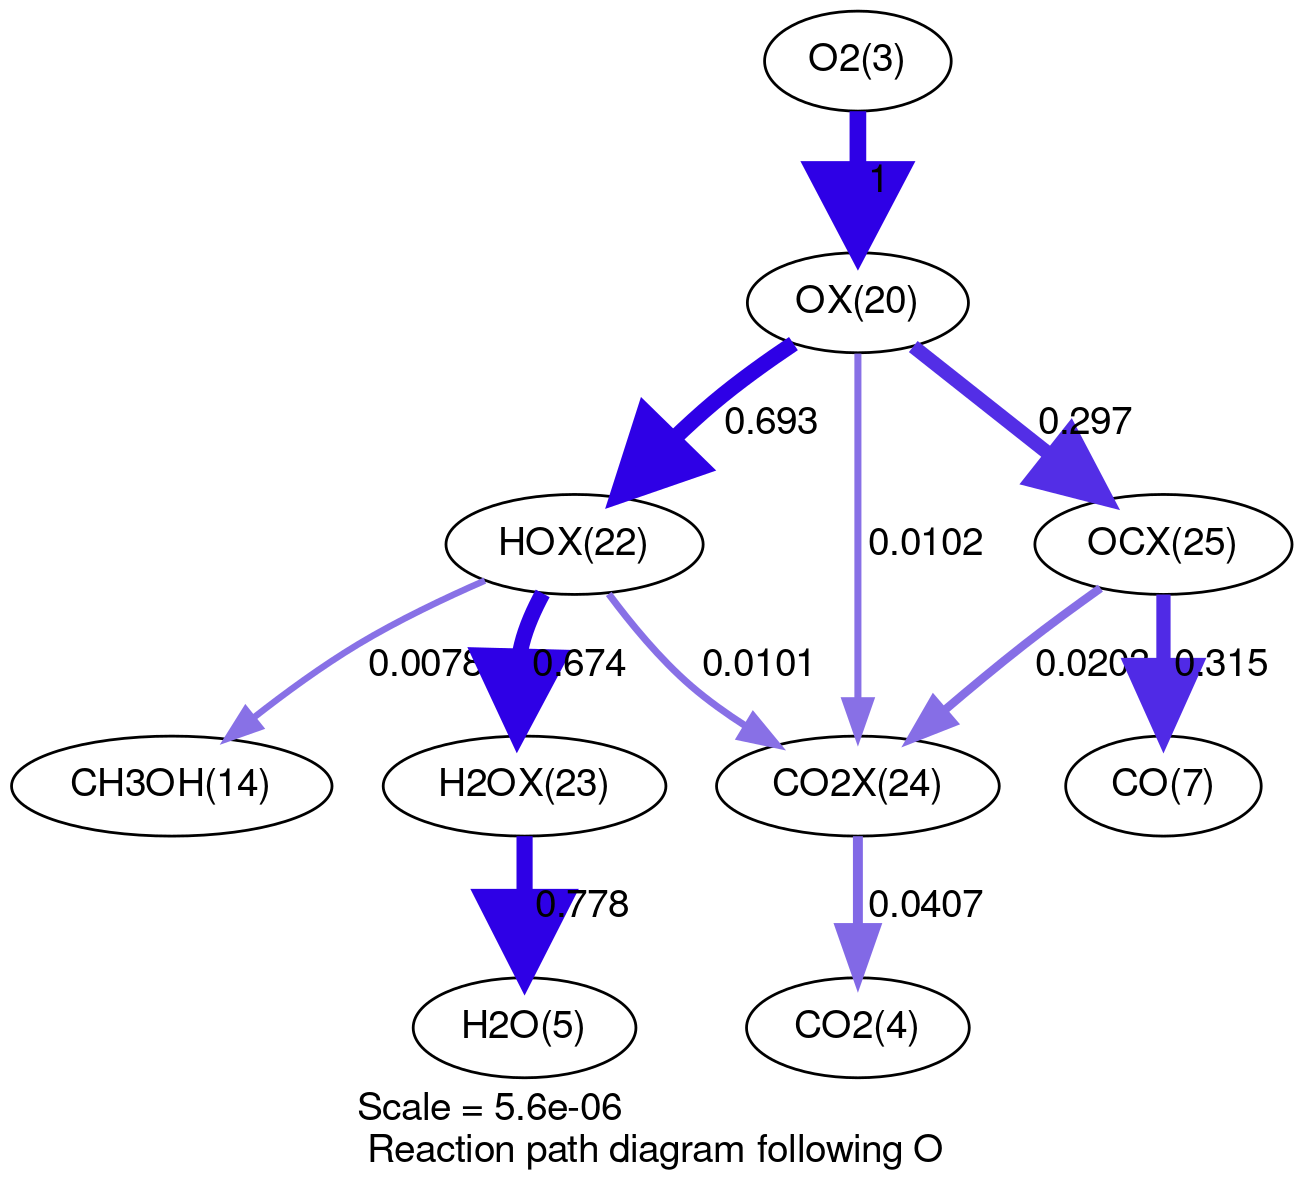 O2(3)
1
OX(20)
0.693
0.297
HOX(22)
0.0102
OCX(25)
0.0078
0.674
0.0101
0.315
CH3OH(14)
H2OX(23)
CO2X(24)
CO(7)
0.778
0.0407
H2O(5)
CO2(4)
Scale = 5.6e-06
Reaction path diagram following O